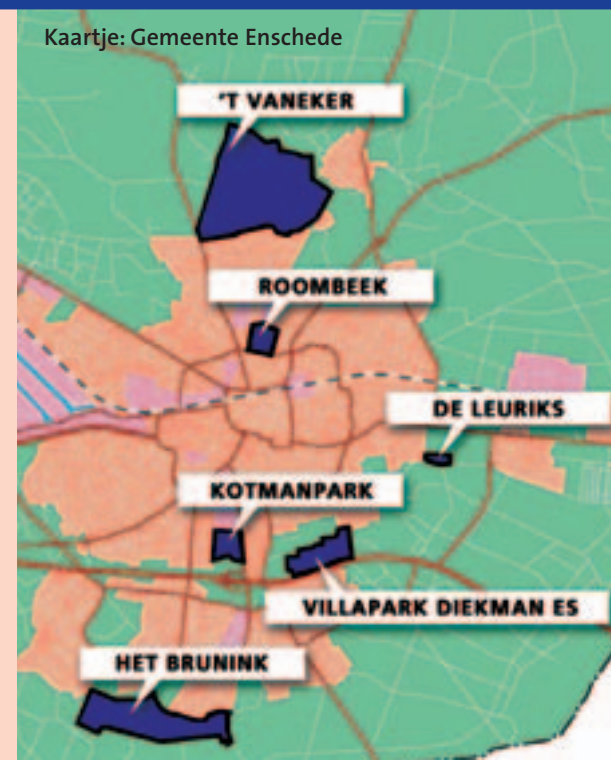 Kaartje: Gemeente Enschede
'T VANEKER
ROOMBEEK
DE LEURIKS
KOTMANPARK
VILLAPARK DIEKMAN ES
HET BRUNINK